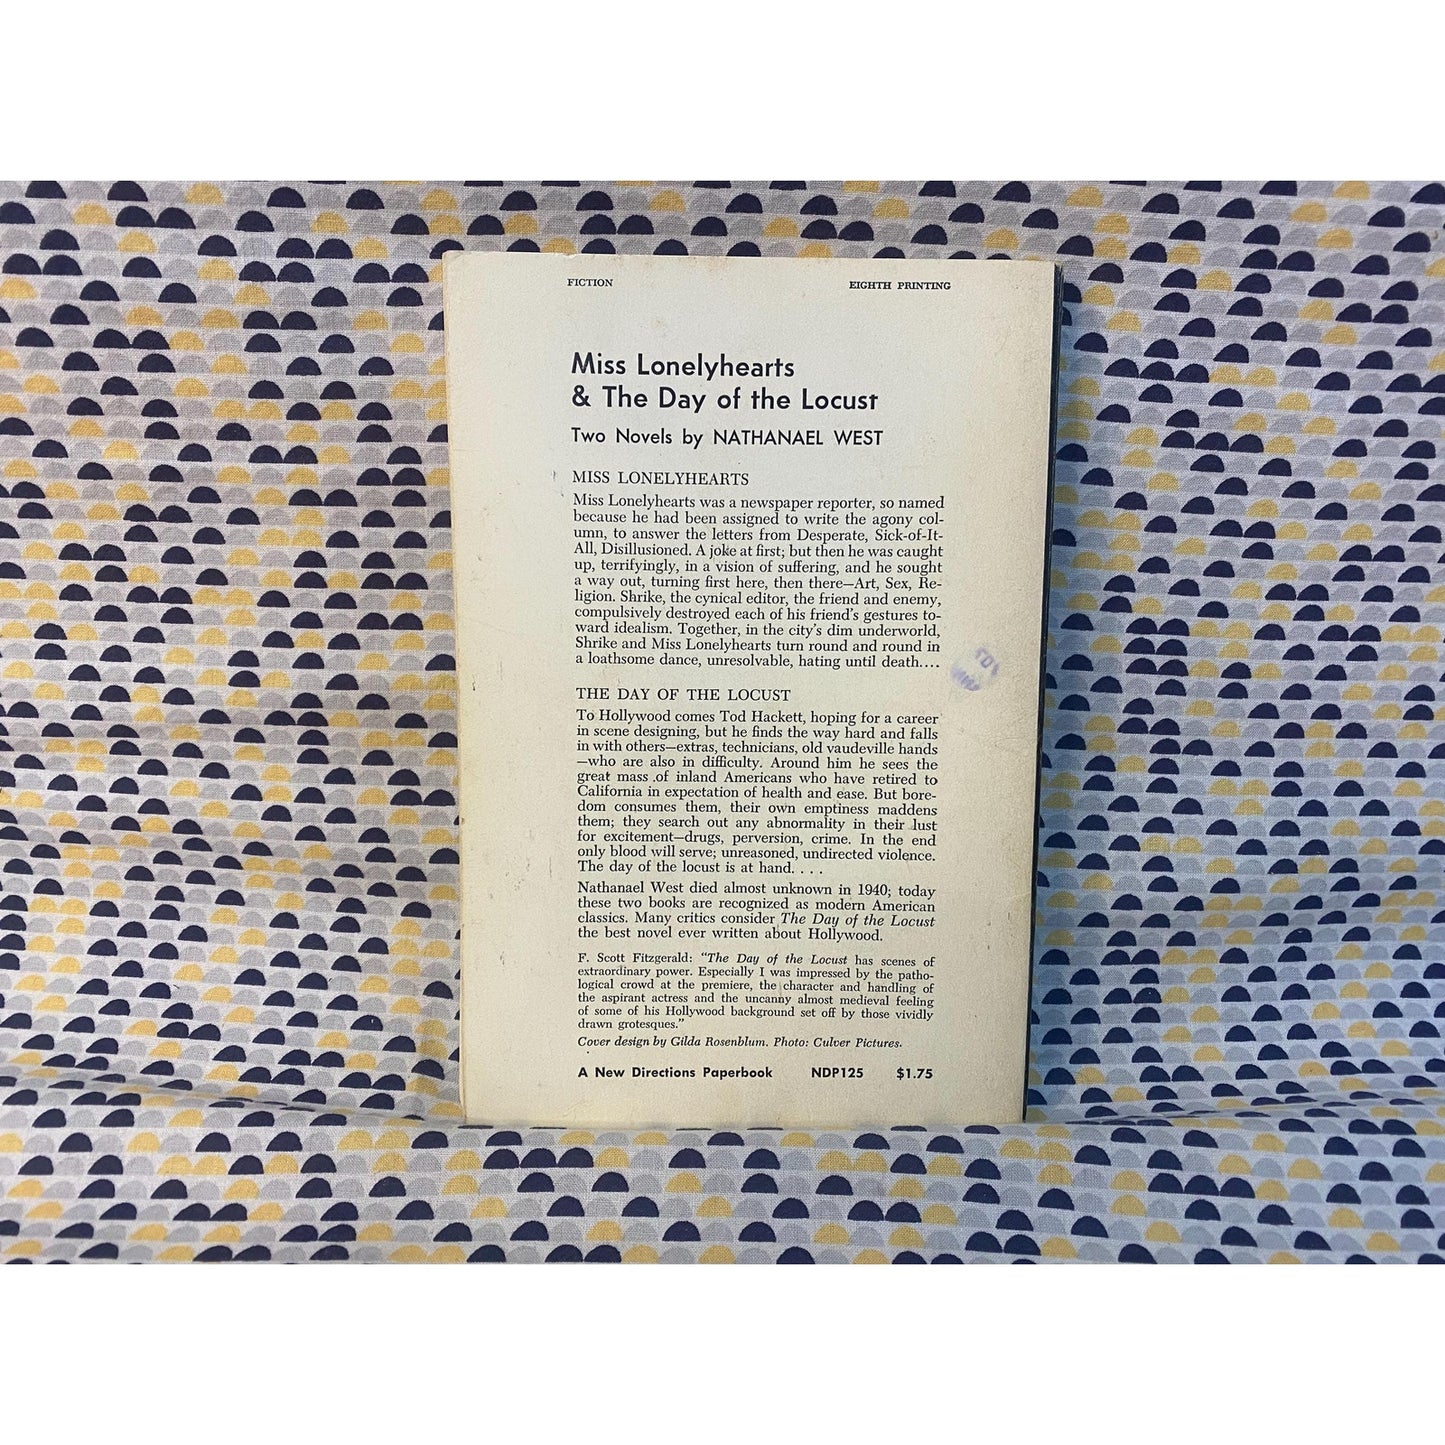 FICTION EIGHTH PRINTING
Miss Lonelyhearts
& The Day of the Locust
Two Novels by NATHANAEL WEST
MISS LONELYHEARTS
Miss Lonelyhearts was a newspaper reporter, so named
because he had been assigned to write the agony col-
umn, to answer the letters from Desperate, Sick-of-It-
All, Disillusioned. A joke at first; but then he was caught
up, terrifyingly, in a vision of suffering, and he sought
a way out, turning first here, then there—Art, Sex, Re-
ligion. Shrike, the cynical editor, the friend and enemy,
compulsively destroyed each of his friend's gestures to-
ward idealism. Together, in the city's dim underworld,
Shrike and Miss Lonelyhearts turn round and round in
a loathsome dance, unresolvable, hating until death....
THE DAY OF THE LOCUST
To Hollywood comes Tod Hackett, hoping for a career
in scene designing, but he finds the way hard and falls
in with others—extras, technicians, old vaudeville hands
—who are also in difficulty. Around him he sees the
great mass of inland Americans who have retired to
California in expectation of health and ease. But bore-
dom consumes them, their own emptiness maddens
them; they search out any abnormality in their lust
for excitement—drugs, perversion, crime. In the end
only blood will serve; unreasoned, undirected violence.
The day of the locust is at hand. . . .
Nathanael West died almost unknown in 1940; today
these two books are recognized as modern American
classics. Many critics consider The Day of the Locust
the best novel ever written about Hollywood.
F. Scott Fitzgerald: "The Day of the Locust has scenes of
extraordinary power. Especially I was impressed by the patho-
logical crowd at the premiere, the character and handling of
the aspirant actress and the uncanny almost medieval feeling
of some of his Hollywood background set off by those vividly
drawn grotesques."
Cover design by Gilda Rosenblum. Photo: Culver Pictures.
A New Directions Paperbook NDP125 $1.75